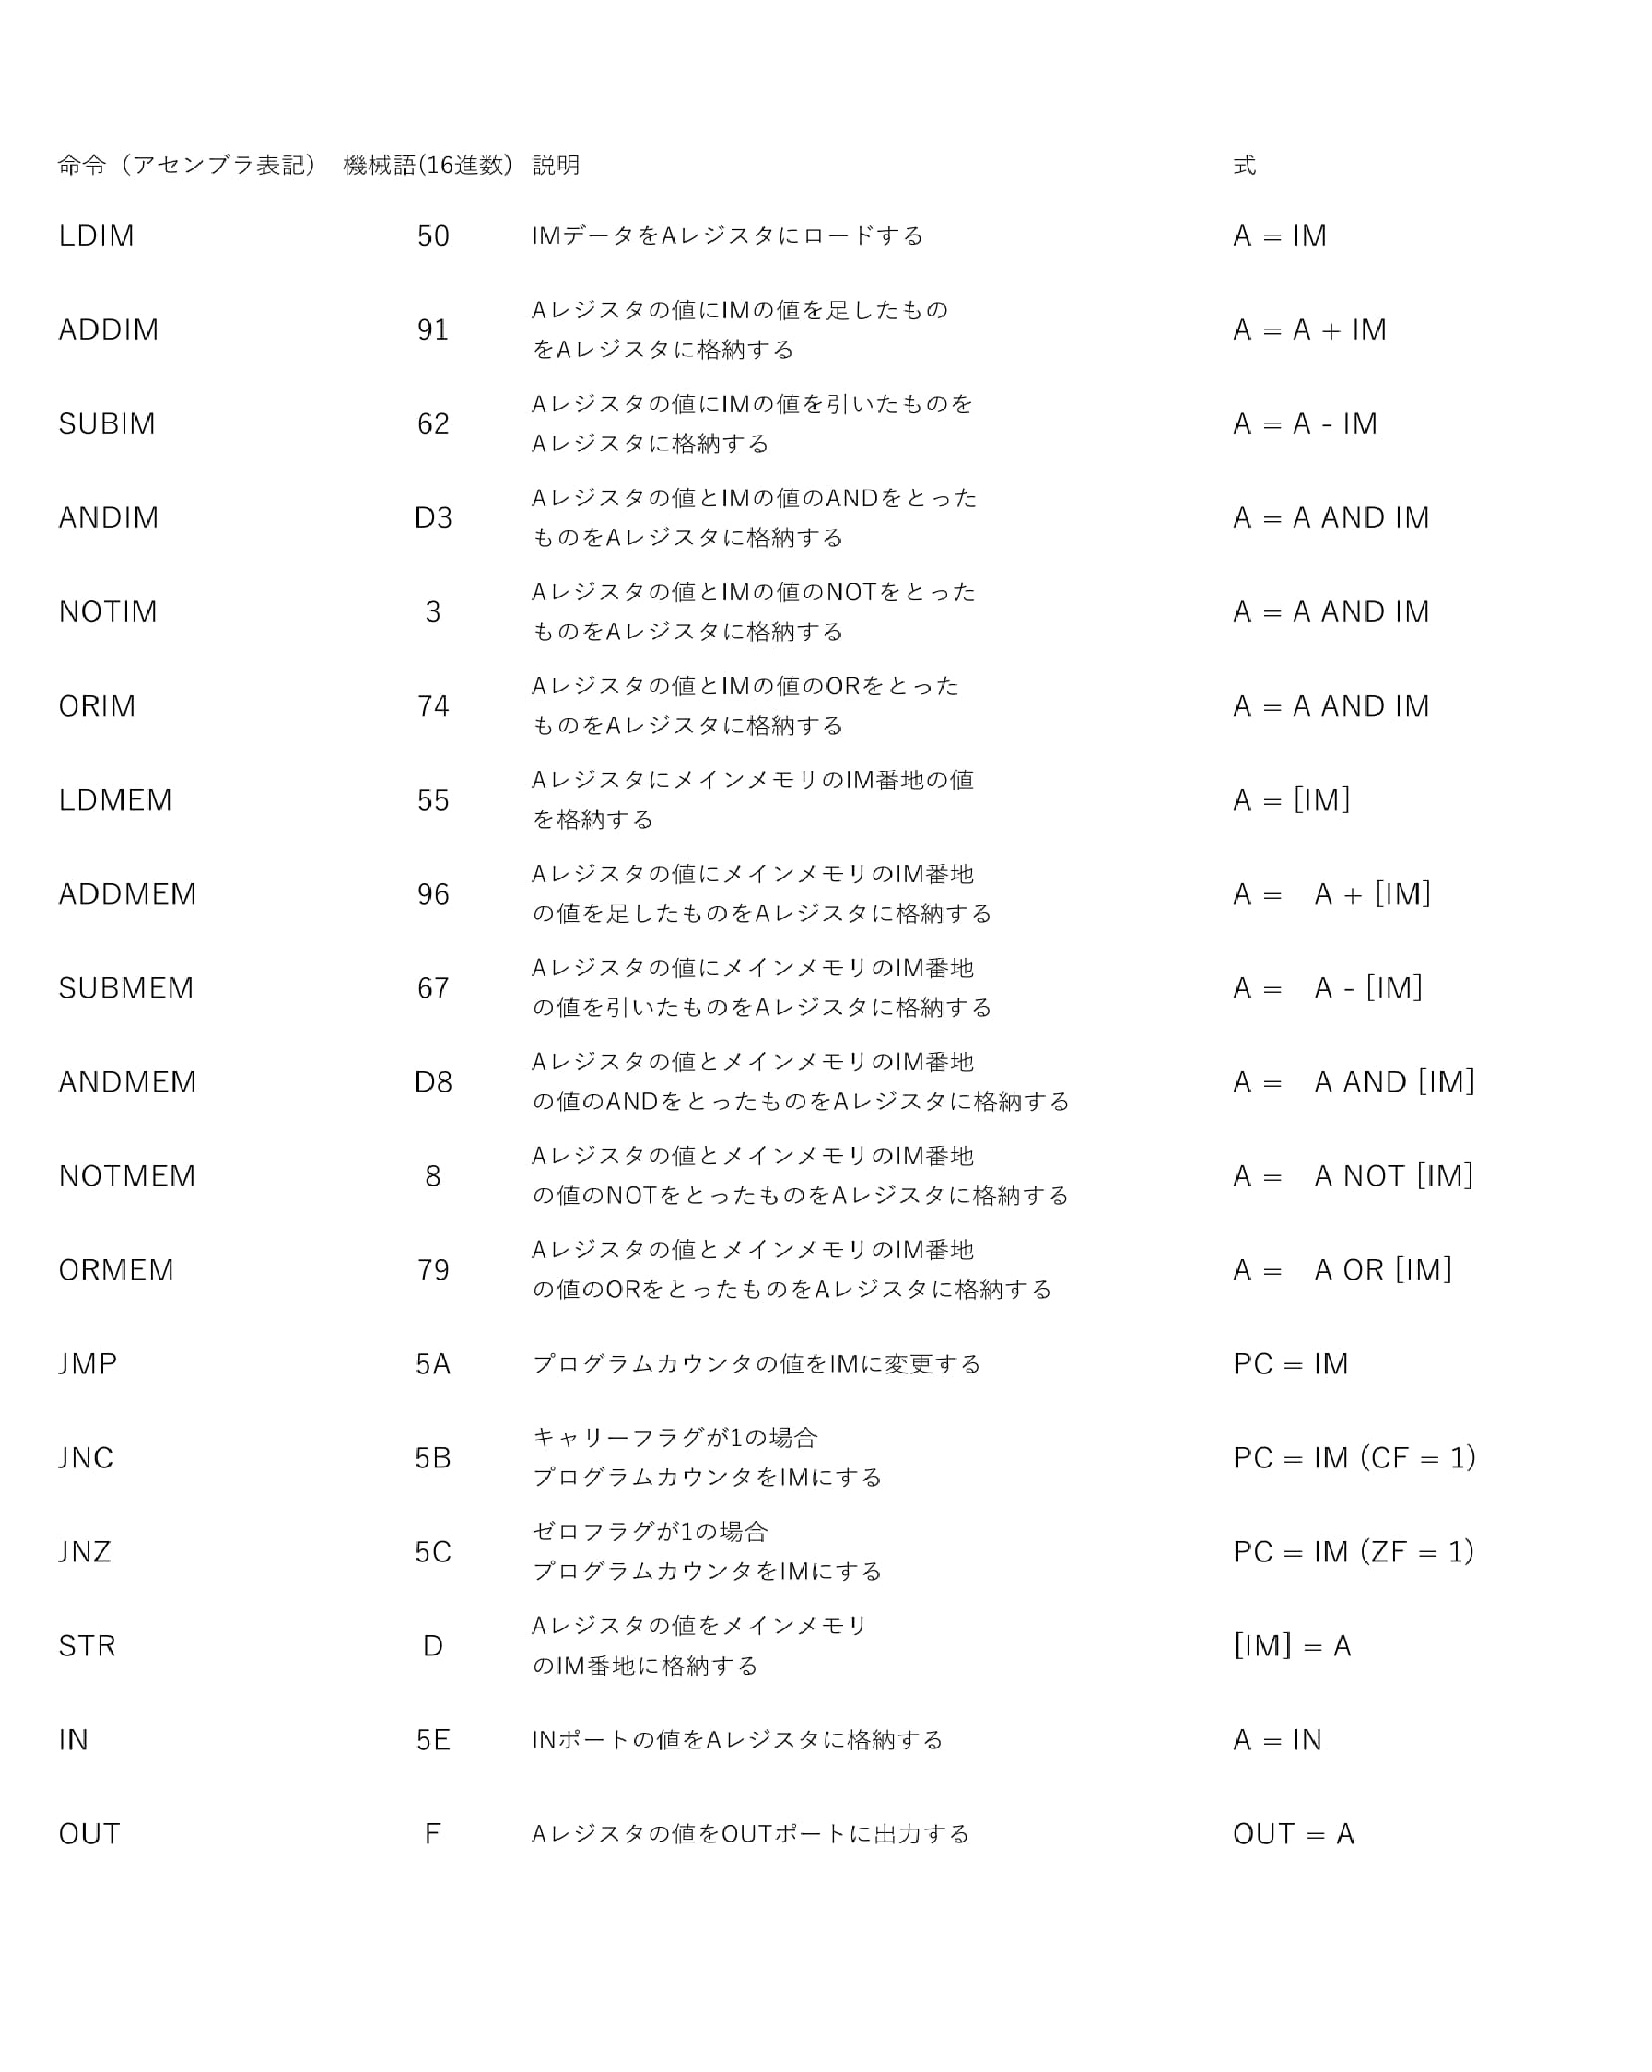 命令（アセンブラ表記） 機械語(16進数) 説明 式
LDIM 50 IMデータをAレジスタにロードする A = IM
Aレジスタの値にIMの値を足したもの
ADDIM 91 A = A + IM
をAレジスタに格納する
Aレジスタの値にIMの値を引いたものを
SUBIM 62 A = A - IM
Aレジスタに格納する
Aレジスタの値とIMの値のANDをとった
ANDIM D3 A = A AND IM
ものをAレジスタに格納する
Aレジスタの値とIMの値のNOTをとった
NOTIM 3 A = A AND IM
ものをAレジスタに格納する
Aレジスタの値とIMの値のORをとった
ORIM 74 A = A AND IM
ものをAレジスタに格納する
AレジスタにメインメモリのIM番地の値
LDMEM 55 A = [IM]
を格納する
Aレジスタの値にメインメモリのIM番地
ADDMEM 96 A = A + [IM]
の値を足したものをAレジスタに格納する
Aレジスタの値にメインメモリのIM番地
SUBMEM 67 A = A - [IM]
の値を引いたものをAレジスタに格納する
Aレジスタの値とメインメモリのIM番地
ANDMEM D8 A = A AND [IM]
の値のANDをとったものをAレジスタに格納する
Aレジスタの値とメインメモリのIM番地
NOTMEM 8 A = A NOT [IM]
の値のNOTをとったものをAレジスタに格納する
Aレジスタの値とメインメモリのIM番地
ORMEM 79 A = A OR [IM]
の値のORをとったものをAレジスタに格納する
JMP 5A プログラムカウンタの値をIMに変更する PC = IM
キャリーフラグが1の場合
JNC 5B PC = IM (CF = 1)
プログラムカウンタをIMにする
ゼロフラグが1の場合
JNZ 5C PC = IM (ZF = 1)
プログラムカウンタをIMにする
Aレジスタの値をメインメモリ
STR D [IM] = A
のIM番地に格納する
IN 5E INポートの値をAレジスタに格納する A = IN
OUT F Aレジスタの値をOUTポートに出力する OUT = A